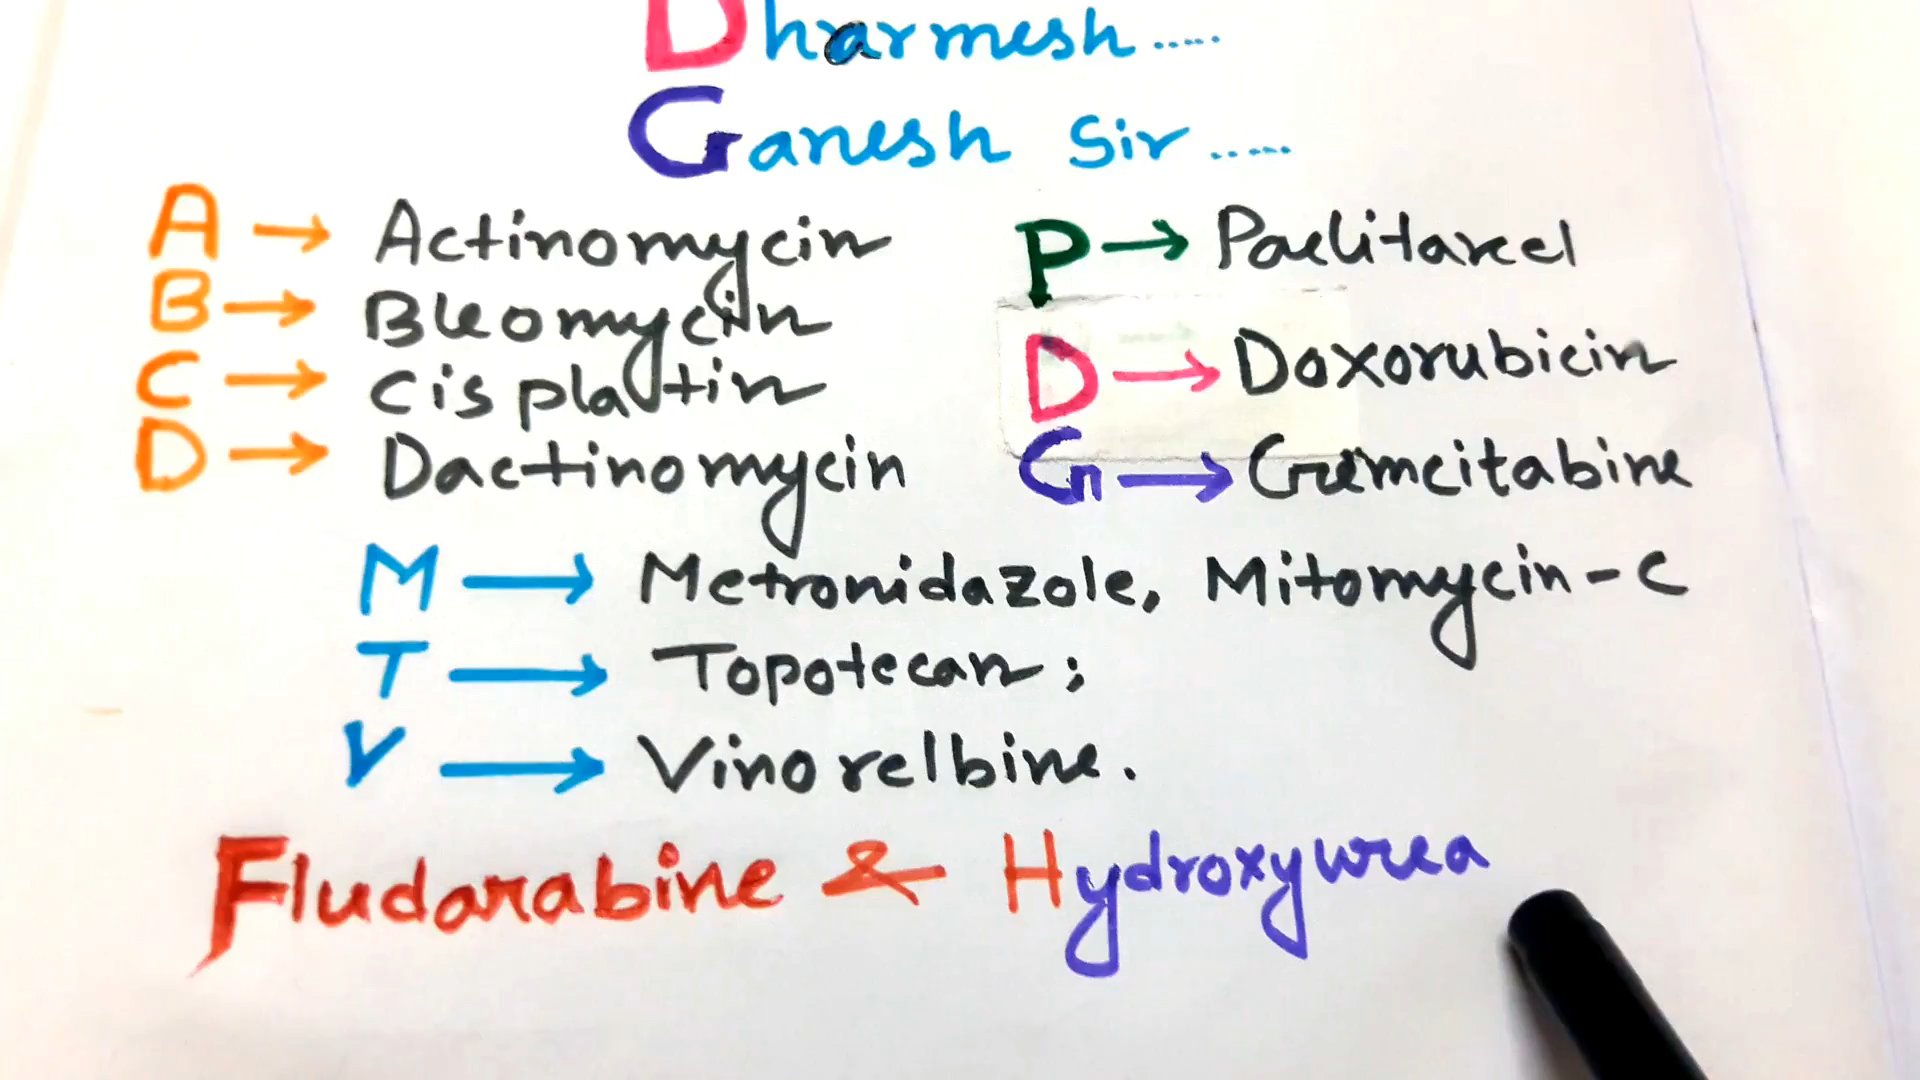 Dharmesh .....
Ganesh Sir .....
A → Actinomycin
B → Bleomycin
C → Cisplatin
D → Dactinomycin
P → Paclitaxel
D → Doxorubicin
G → Gemcitabine
M → Metronidazole, Mitomycin-C
T → Topotecan;
V → Vinorelbine.
Fludarabine & Hydroxyurea